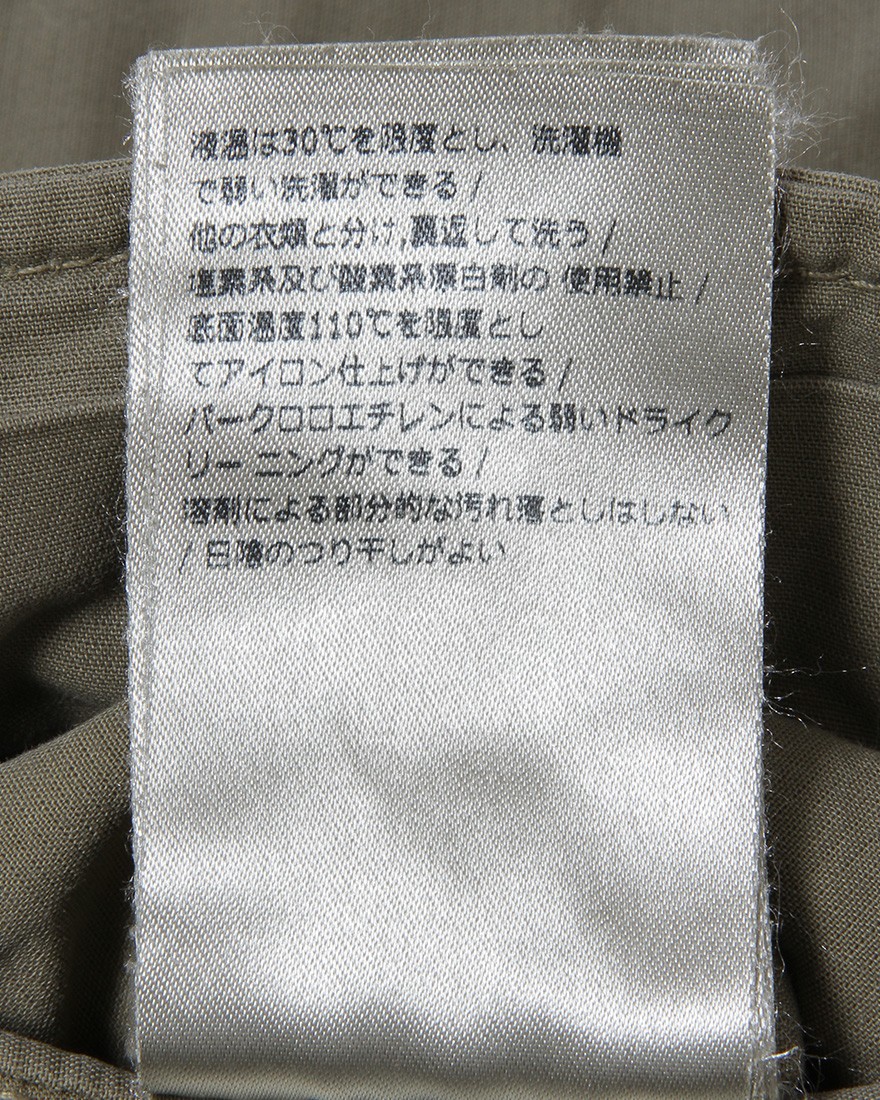 液温は30℃を限度とし、洗濯機
で弱い洗濯ができる /
他の衣類と分け,裏返して洗う /
塩素系及び酸素系漂白剤の 使用禁止 /
底面温度110℃を限度とし
てアイロン仕上げができる /
パークロロエチレンによる弱いドライク
リー ニングができる /
溶剤による部分的な汚れ落としはしない
/ 日陰のつり干しがよい